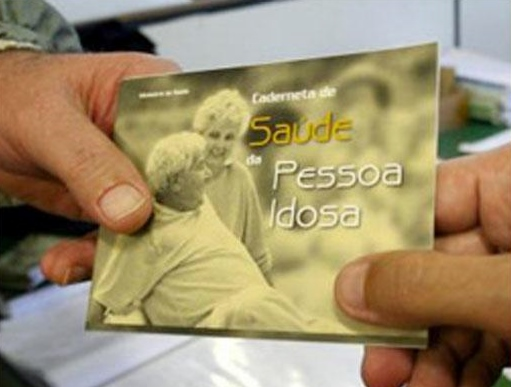 Ministério da Saúde
Caderneta de
Saúde
da
Pessoa
Idosa